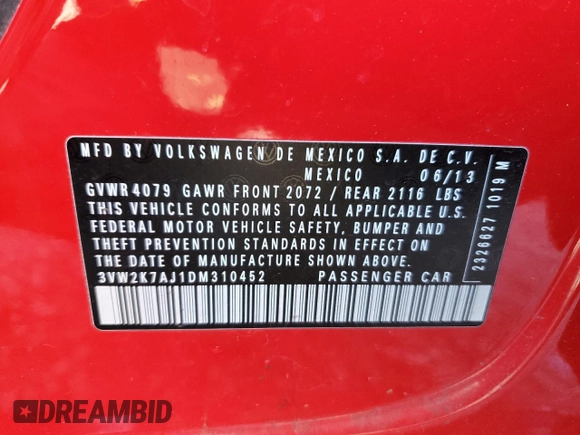 MFD BY VOLKSWAGEN DE MEXICO S.A. DE C.V.
MEXICO 06/13
GVWR 4079 GAWR FRONT 2072 / REAR 2116 LBS
THIS VEHICLE CONFORMS TO ALL APPLICABLE U.S.
FEDERAL MOTOR VEHICLE SAFETY, BUMPER AND
THEFT PREVENTION STANDARDS IN EFFECT ON
THE DATE OF MANUFACTURE SHOWN ABOVE.
3VW2K7AJ1DM310452 PASSENGER CAR
2326627 1019 M
DREAMBID